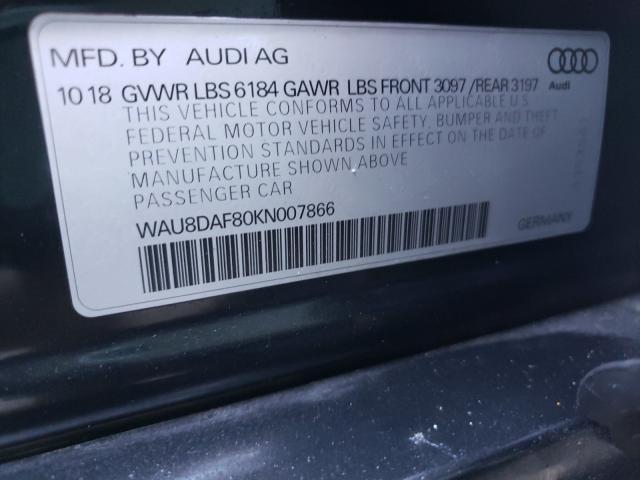 MFD. BY AUDI AG
10 18 GVWR LBS 6184 GAWR LBS FRONT 3097 /REAR 3197
Audi
THIS VEHICLE CONFORMS TO ALL APPLICABLE U.S.
FEDERAL MOTOR VEHICLE SAFETY, BUMPER AND THEFT
PREVENTION STANDARDS IN EFFECT ON THE DATE OF
MANUFACTURE SHOWN ABOVE
PASSENGER CAR
WAU8DAF80KN007866
GERMANY